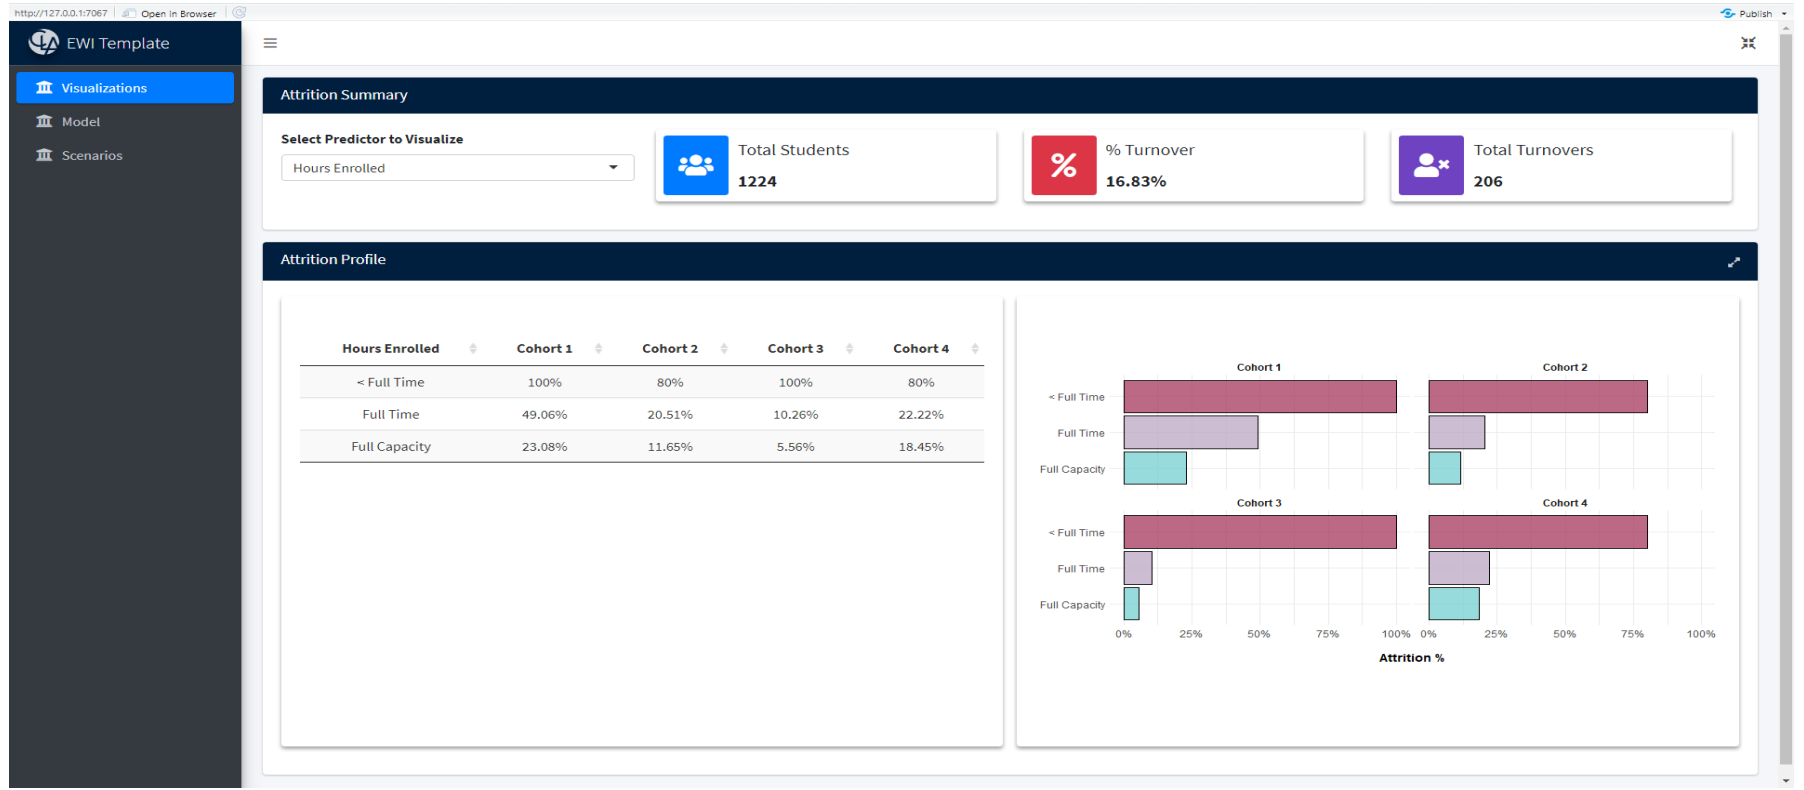 http://127.0.0.1:7067 Open in Browser Publish
EWI Template
Visualizations
Model
Scenarios
Attrition Summary
Select Predictor to Visualize
Hours Enrolled
Total Students
1224
% Turnover
16.83%
Total Turnovers
206
Attrition Profile
Hours Enrolled Cohort 1 Cohort 2 Cohort 3 Cohort 4
< Full Time 100% 80% 100% 80%
Full Time 49.06% 20.51% 10.26% 22.22%
Full Capacity 23.08% 11.65% 5.56% 18.45%
Cohort 1 Cohort 2
< Full Time
Full Time
Full Capacity
Cohort 3 Cohort 4
< Full Time
Full Time
Full Capacity
0% 25% 50% 75% 100% 0% 25% 50% 75% 100%
Attrition %